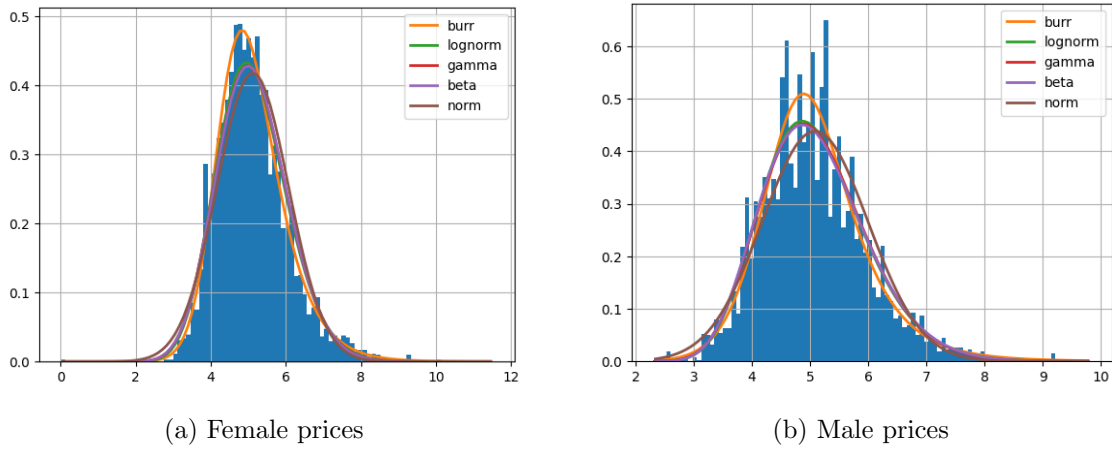 0.5
0.4
0.3
0.2
0.1
0.0
0 2 4 6 8 10 12
burr
lognorm
gamma
beta
norm
(a) Female prices
0.6
0.5
0.4
0.3
0.2
0.1
0.0
2 3 4 5 6 7 8 9 10
burr
lognorm
gamma
beta
norm
(b) Male prices